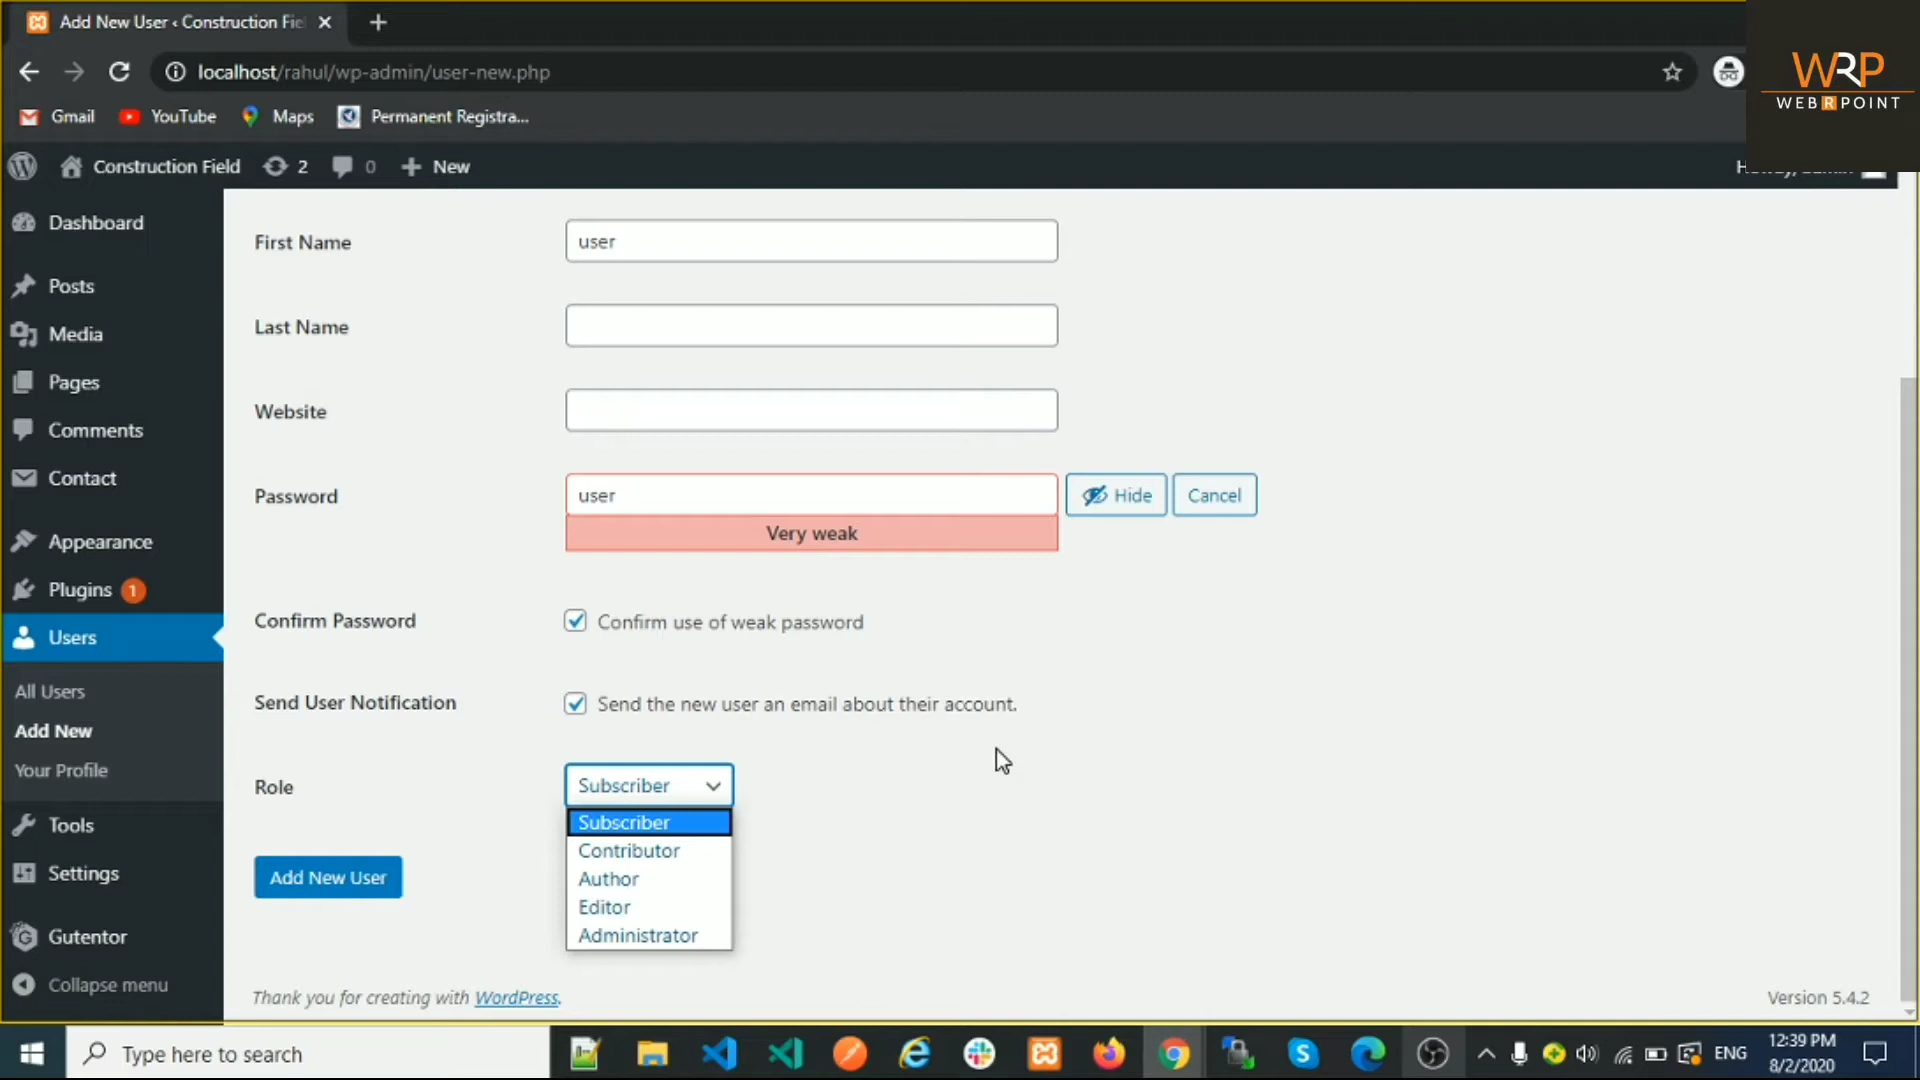 Add New User ‹ Construction Fie
localhost/rahul/wp-admin/user-new.php
WRP
WEBRPOINT
Gmail
YouTube
Maps
Permanent Registra...
Construction Field
2
0
New
Dashboard
Posts
Media
Pages
Comments
Contact
Appearance
Plugins 1
Users
All Users
Add New
Your Profile
Tools
Settings
Gutentor
Collapse menu
First Name
user
Last Name
Website
Password
user
Hide
Cancel
Very weak
Confirm Password
Confirm use of weak password
Send User Notification
Send the new user an email about their account.
Role
Subscriber
Subscriber
Contributor
Author
Editor
Administrator
Add New User
Thank you for creating with WordPress.
Version 5.4.2
Type here to search
ENG
12:39 PM
8/2/2020